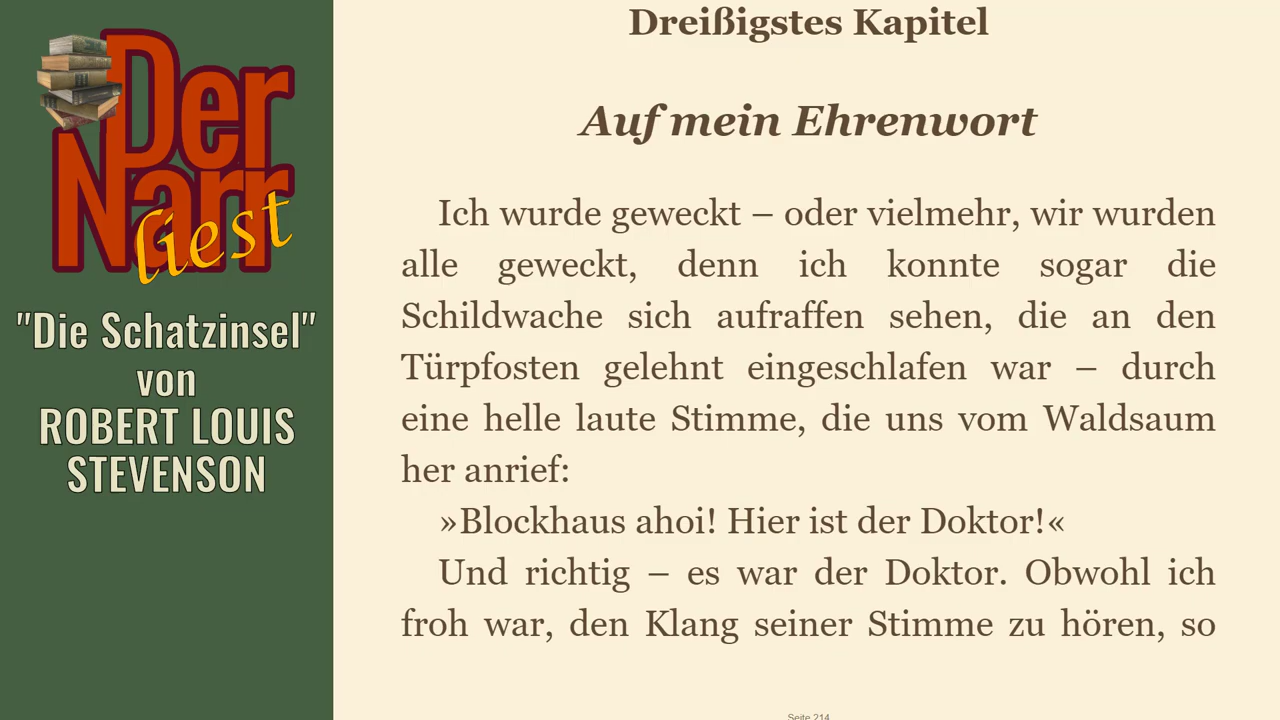 Der
Narr
liest
"Die Schatzinsel"
von
ROBERT LOUIS
STEVENSON
Dreißigstes Kapitel
Auf mein Ehrenwort
Ich wurde geweckt – oder vielmehr, wir wurden
alle geweckt, denn ich konnte sogar die
Schildwache sich aufraffen sehen, die an den
Türpfosten gelehnt eingeschlafen war – durch
eine helle laute Stimme, die uns vom Waldsaum
her anrief:
»Blockhaus ahoi! Hier ist der Doktor!«
Und richtig – es war der Doktor. Obwohl ich
froh war, den Klang seiner Stimme zu hören, so
Seite 214